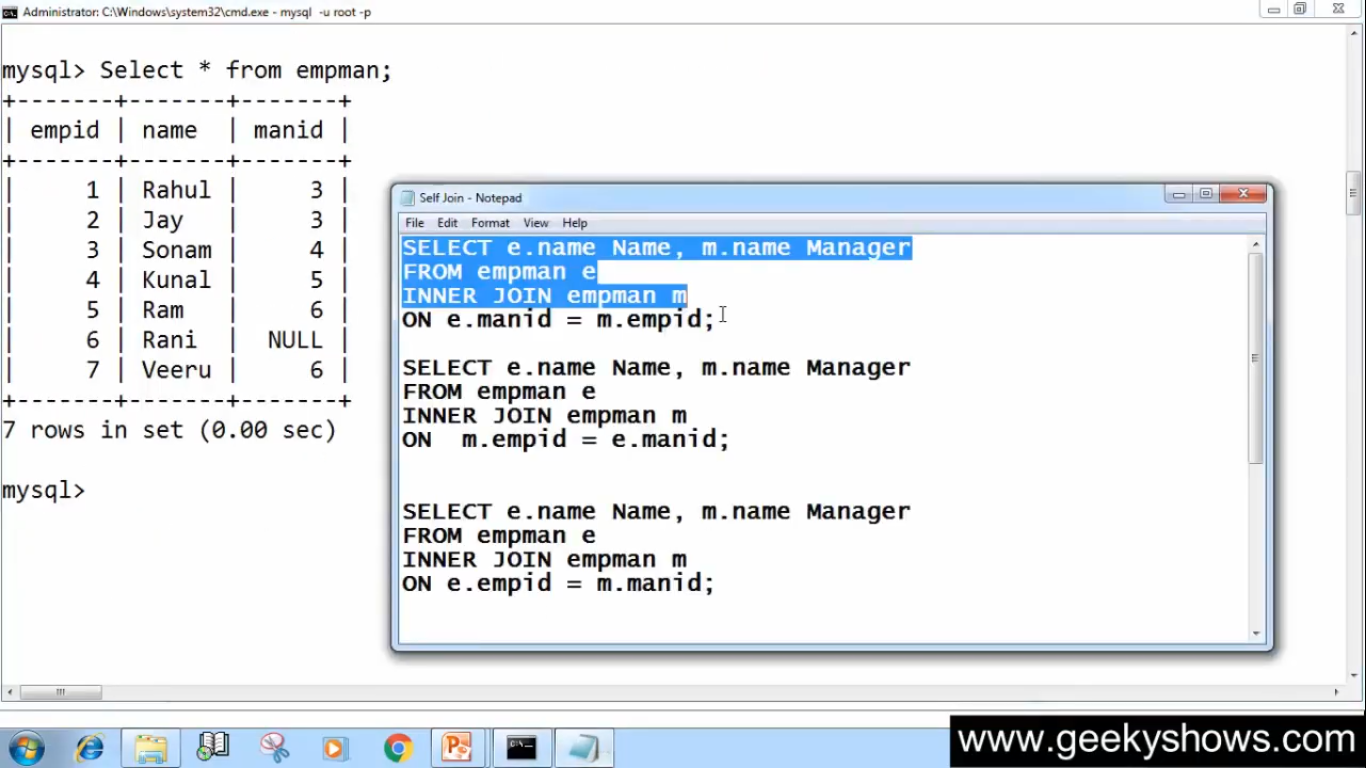 Administrator: C:\Windows\system32\cmd.exe - mysql -u root -p
mysql> Select * from empman;
+-------+-------+-------+
| empid | name | manid |
+-------+-------+-------+
| 1 | Rahul | 3 |
| 2 | Jay | 3 |
| 3 | Sonam | 4 |
| 4 | Kunal | 5 |
| 5 | Ram | 6 |
| 6 | Rani | NULL |
| 7 | Veeru | 6 |
+-------+-------+-------+
7 rows in set (0.00 sec)
mysql>
Self Join - Notepad
File Edit Format View Help
SELECT e.name Name, m.name Manager
FROM empman e
INNER JOIN empman m
ON e.manid = m.empid;
SELECT e.name Name, m.name Manager
FROM empman e
INNER JOIN empman m
ON m.empid = e.manid;
SELECT e.name Name, m.name Manager
FROM empman e
INNER JOIN empman m
ON e.empid = m.manid;
www.geekyshows.com